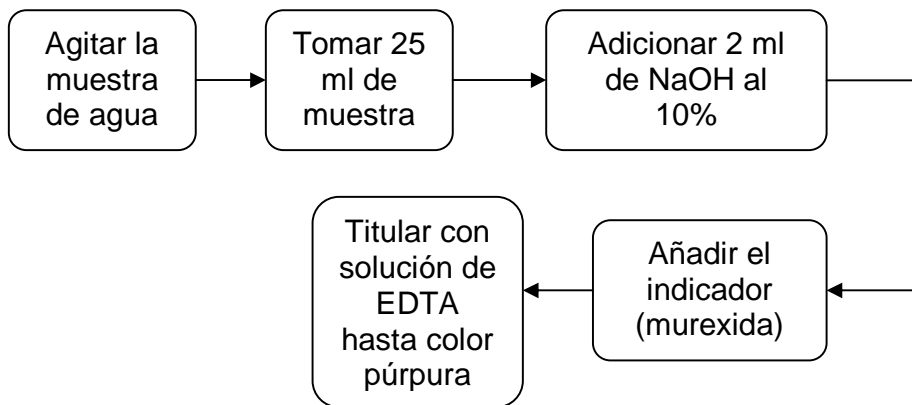 Agitar la
muestra
de agua
Tomar 25
ml de
muestra
Adicionar 2 ml
de NaOH al
10%
Añadir el
indicador
(murexida)
Titular con
solución de
EDTA
hasta color
púrpura